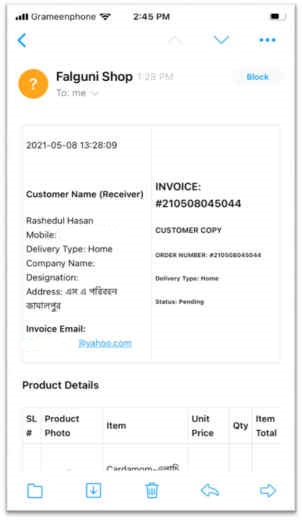 Grameenphone 2:45 PM
Falguni Shop 1:28 PM
Block
?
To: me
2021-05-08 13:28:09
Customer Name (Receiver)
Rashedul Hasan
Mobile:
Delivery Type: Home
Company Name:
Designation:
Address: এস এ পরিবহন
জামালপুর
Invoice Email:
@yahoo.com
INVOICE:
#210508045044
CUSTOMER COPY
ORDER NUMBER: #210508045044
Delivery Type: Home
Status: Pending
Product Details
SL # Product Photo Item Unit Price Qty Item Total
Cardamom-এলাচি